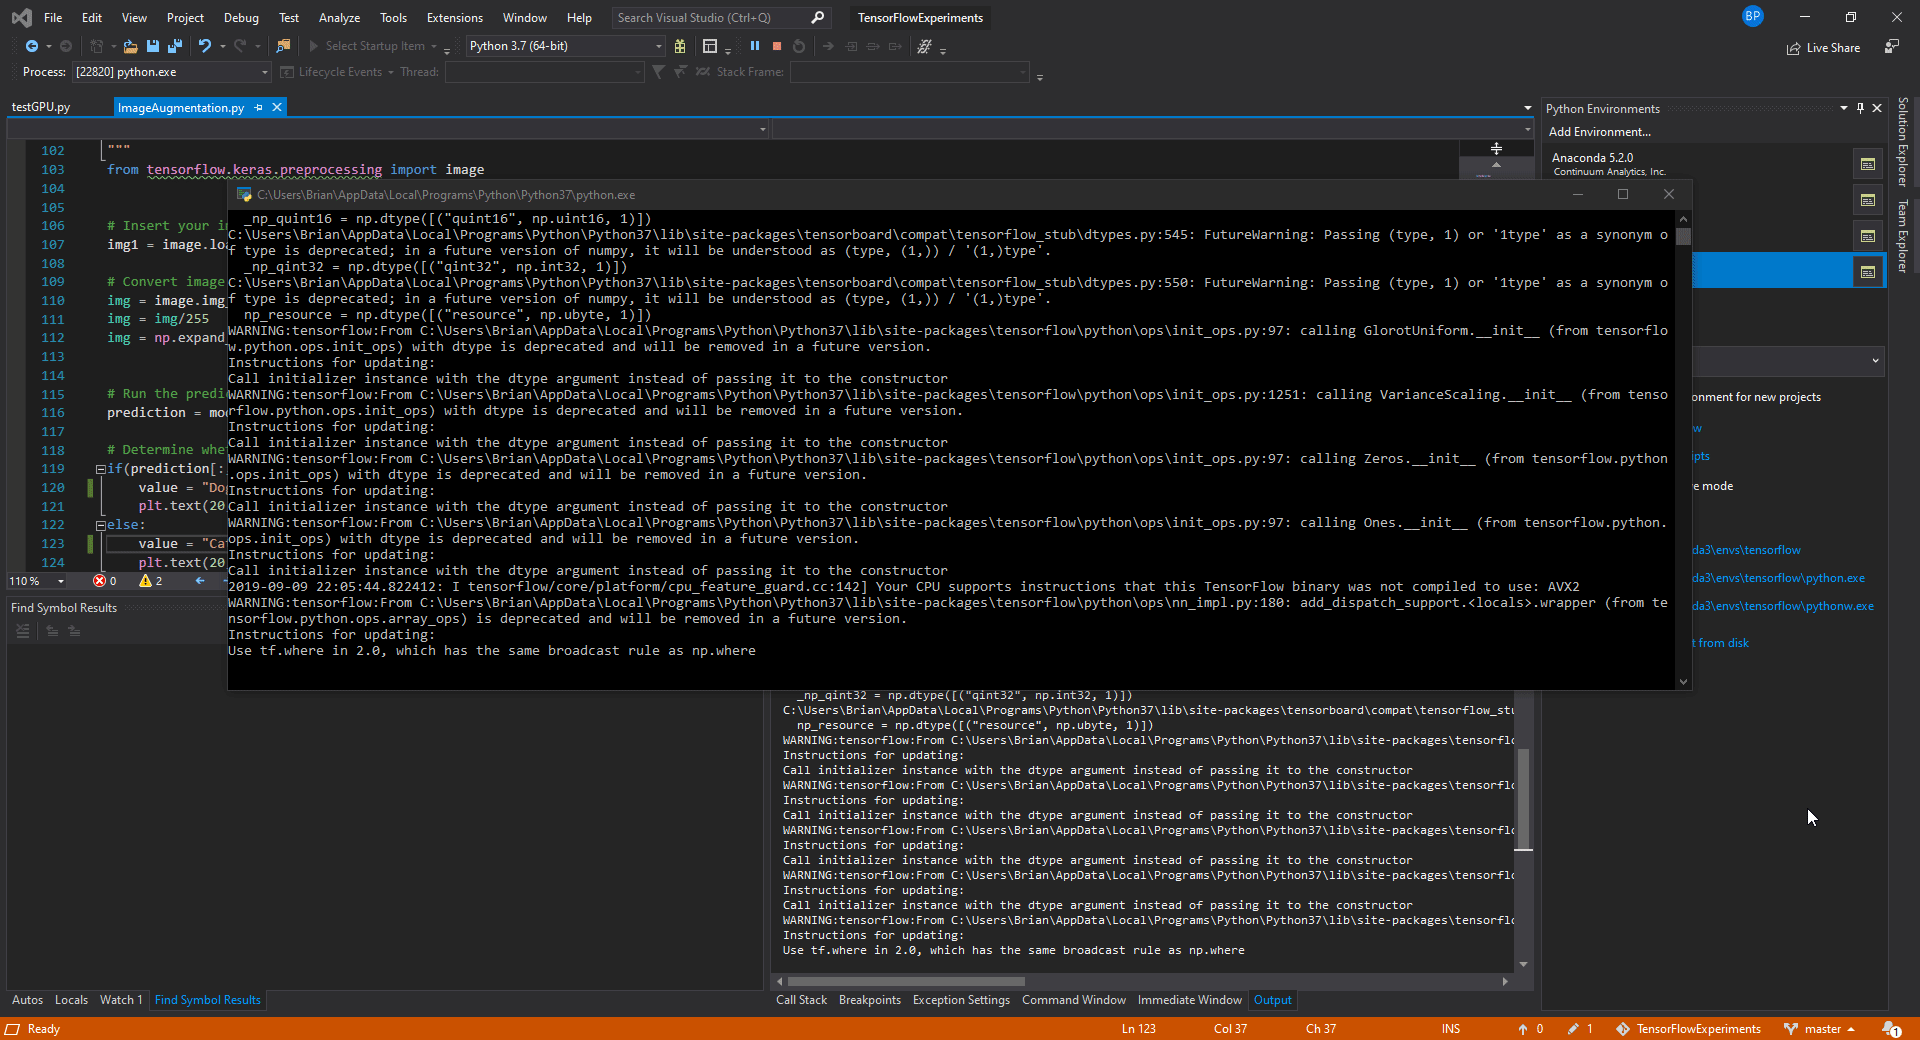 File Edit View Project Debug Test Analyze Tools Extensions Window Help Search Visual Studio (Ctrl+Q) TensorFlowExperiments BP
Select Startup Item Python 3.7 (64-bit) Live Share
Process: [22820] python.exe Lifecycle Events Thread: Stack Frame:
testGPU.py ImageAugmentation.py
Python Environments
Add Environment...
Anaconda 5.2.0
Continuum Analytics, Inc.
Solution Explorer
Team Explorer
102 """
103 from tensorflow.keras.preprocessing import image
104
105
106 # Insert your i
107 img1 = image.loa
108
109 # Convert image
110 img = image.img_
111 img = img/255
112 img = np.expand_
113
114
115 # Run the predi
116 prediction = mod
117
118 # Determine whe
119 if(prediction[:
120 value = "Do
121 plt.text(20
122 else:
123 value = "Ca
124 plt.text(20
110 % 0 2
C:\Users\Brian\AppData\Local\Programs\Python\Python37\python.exe
_np_quint16 = np.dtype([("quint16", np.uint16, 1)])
C:\Users\Brian\AppData\Local\Programs\Python\Python37\lib\site-packages\tensorboard\compat\tensorflow_stub\dtypes.py:545: FutureWarning: Passing (type, 1) or '1type' as a synonym o
f type is deprecated; in a future version of numpy, it will be understood as (type, (1,)) / '(1,)type'.
_np_qint32 = np.dtype([("qint32", np.int32, 1)])
C:\Users\Brian\AppData\Local\Programs\Python\Python37\lib\site-packages\tensorboard\compat\tensorflow_stub\dtypes.py:550: FutureWarning: Passing (type, 1) or '1type' as a synonym o
f type is deprecated; in a future version of numpy, it will be understood as (type, (1,)) / '(1,)type'.
np_resource = np.dtype([("resource", np.ubyte, 1)])
WARNING:tensorflow:From C:\Users\Brian\AppData\Local\Programs\Python\Python37\lib\site-packages\tensorflow\python\ops\init_ops.py:97: calling GlorotUniform.__init__ (from tensorflo
w.python.ops.init_ops) with dtype is deprecated and will be removed in a future version.
Instructions for updating:
Call initializer instance with the dtype argument instead of passing it to the constructor
WARNING:tensorflow:From C:\Users\Brian\AppData\Local\Programs\Python\Python37\lib\site-packages\tensorflow\python\ops\init_ops.py:1251: calling VarianceScaling.__init__ (from tenso
rflow.python.ops.init_ops) with dtype is deprecated and will be removed in a future version.
Instructions for updating:
Call initializer instance with the dtype argument instead of passing it to the constructor
WARNING:tensorflow:From C:\Users\Brian\AppData\Local\Programs\Python\Python37\lib\site-packages\tensorflow\python\ops\init_ops.py:97: calling Zeros.__init__ (from tensorflow.python
.ops.init_ops) with dtype is deprecated and will be removed in a future version.
Instructions for updating:
Call initializer instance with the dtype argument instead of passing it to the constructor
WARNING:tensorflow:From C:\Users\Brian\AppData\Local\Programs\Python\Python37\lib\site-packages\tensorflow\python\ops\init_ops.py:97: calling Ones.__init__ (from tensorflow.python.
ops.init_ops) with dtype is deprecated and will be removed in a future version.
Instructions for updating:
Call initializer instance with the dtype argument instead of passing it to the constructor
2019-09-09 22:05:44.822412: I tensorflow/core/platform/cpu_feature_guard.cc:142] Your CPU supports instructions that this TensorFlow binary was not compiled to use: AVX2
WARNING:tensorflow:From C:\Users\Brian\AppData\Local\Programs\Python\Python37\lib\site-packages\tensorflow\python\ops\nn_impl.py:180: add_dispatch_support.<locals>.wrapper (from te
nsorflow.python.ops.array_ops) is deprecated and will be removed in a future version.
Instructions for updating:
Use tf.where in 2.0, which has the same broadcast rule as np.where
onment for new projects
w
ipts
e mode
da3\envs\tensorflow
da3\envs\tensorflow\python.exe
da3\envs\tensorflow\pythonw.exe
t from disk
Find Symbol Results
_np_qint32 = np.dtype([("qint32", np.int32, 1)])
C:\Users\Brian\AppData\Local\Programs\Python\Python37\lib\site-packages\tensorboard\compat\tensorflow_stu
np_resource = np.dtype([("resource", np.ubyte, 1)])
WARNING:tensorflow:From C:\Users\Brian\AppData\Local\Programs\Python\Python37\lib\site-packages\tensorflo
Instructions for updating:
Call initializer instance with the dtype argument instead of passing it to the constructor
WARNING:tensorflow:From C:\Users\Brian\AppData\Local\Programs\Python\Python37\lib\site-packages\tensorflo
Instructions for updating:
Call initializer instance with the dtype argument instead of passing it to the constructor
WARNING:tensorflow:From C:\Users\Brian\AppData\Local\Programs\Python\Python37\lib\site-packages\tensorflo
Instructions for updating:
Call initializer instance with the dtype argument instead of passing it to the constructor
WARNING:tensorflow:From C:\Users\Brian\AppData\Local\Programs\Python\Python37\lib\site-packages\tensorflo
Instructions for updating:
Call initializer instance with the dtype argument instead of passing it to the constructor
WARNING:tensorflow:From C:\Users\Brian\AppData\Local\Programs\Python\Python37\lib\site-packages\tensorflo
Instructions for updating:
Use tf.where in 2.0, which has the same broadcast rule as np.where
Autos Locals Watch 1 Find Symbol Results Call Stack Breakpoints Exception Settings Command Window Immediate Window Output
Ready Ln 123 Col 37 Ch 37 INS 0 1 TensorFlowExperiments master 1